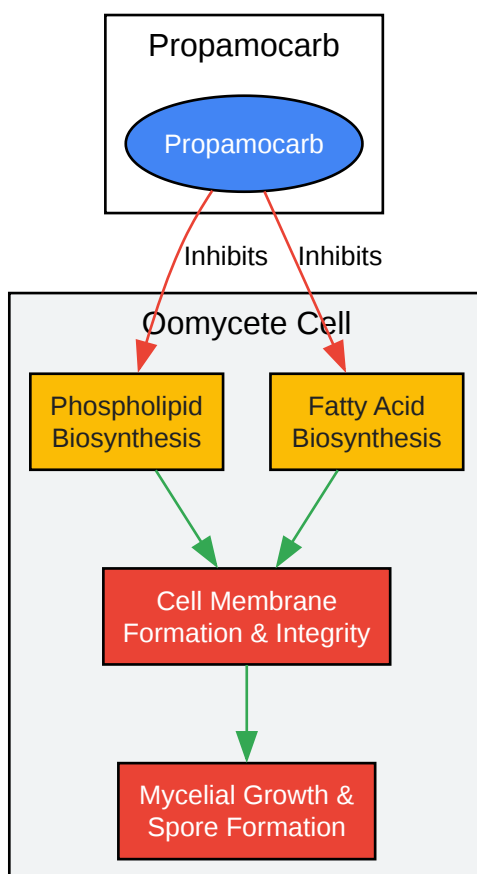 Propamocarb
Propamocarb
Inhibits Inhibits
Oomycete Cell
Phospholipid
Biosynthesis
Fatty Acid
Biosynthesis
Cell Membrane
Formation & Integrity
Mycelial Growth &
Spore Formation